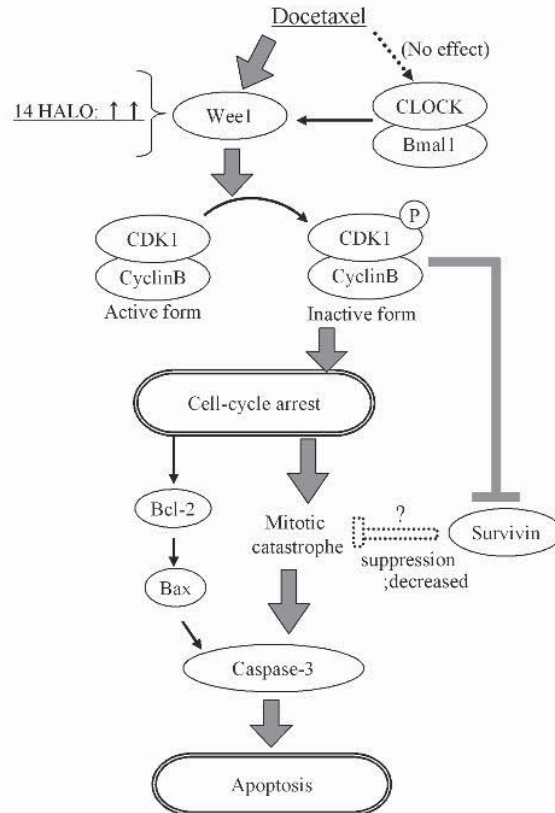 Docetaxel
(No effect)
14 HALO: ↑ ↑
Wee1
CLOCK
Bmal1
CDK1
CyclinB
Active form
P
CDK1
CyclinB
Inactive form
Cell-cycle arrest
Bcl-2
Bax
Mitotic
catastrophe
?
suppression
;decreased
Survivin
Caspase-3
Apoptosis